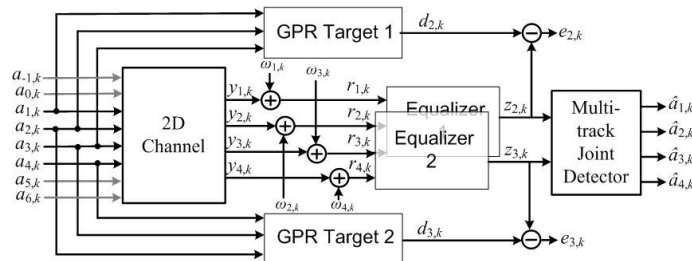 GPR Target 1
d2,k
e2,k
a-1,k
a0,k
a1,k
a2,k
a3,k
a4,k
a5,k
a6,k
2D
Channel
y1,k
y2,k
y3,k
y4,k
ω1,k
ω3,k
ω2,k
ω4,k
r1,k
r2,k
r3,k
r4,k
Equalizer
1
Equalizer
2
z2,k
z3,k
Multi-
track
Joint
Detector
â1,k
â2,k
â3,k
â4,k
GPR Target 2
d3,k
e3,k